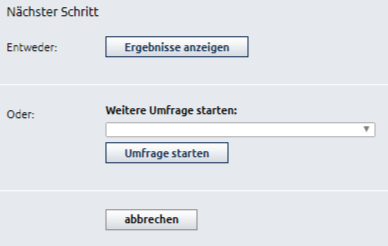 Nächster Schritt
Entweder: Ergebnisse anzeigen
Oder: Weitere Umfrage starten:
Umfrage starten
abbrechen